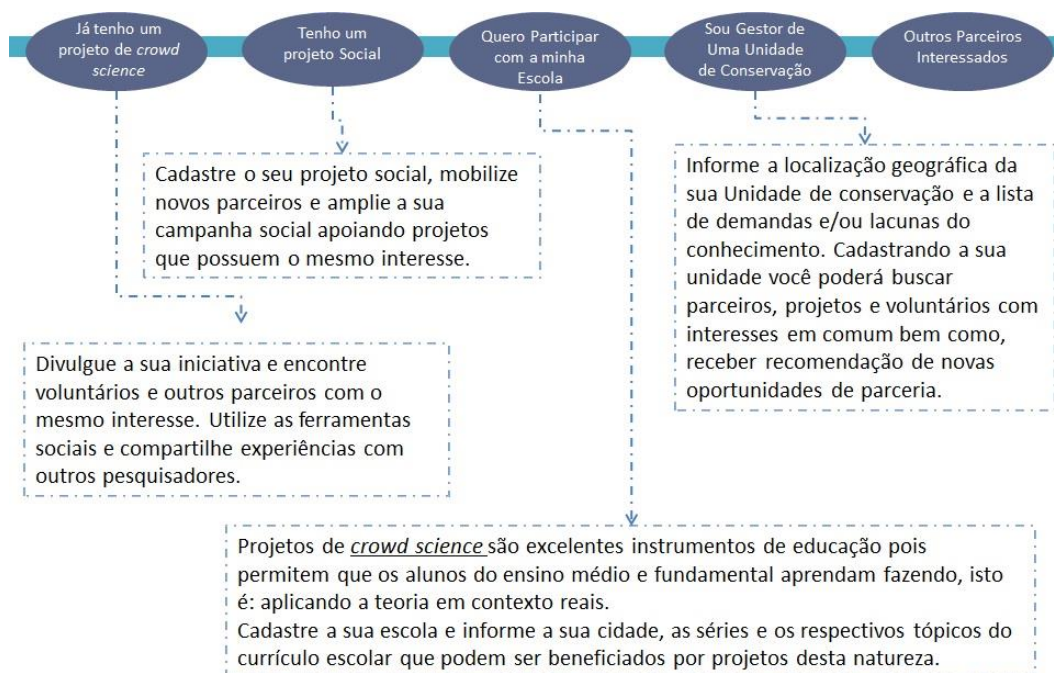 Já tenho um
projeto de crowd
science
Tenho um
projeto Social
Quero Participar
com a minha
Escola
Sou Gestor de
Uma Unidade
de Conservação
Outros Parceiros
Interessados
Cadastre o seu projeto social, mobilize
novos parceiros e amplie a sua
campanha social apoiando projetos
que possuem o mesmo interesse.
Informe a localização geográfica da
sua Unidade de conservação e a lista
de demandas e/ou lacunas do
conhecimento. Cadastrando a sua
unidade você poderá buscar
parceiros, projetos e voluntários com
interesses em comum bem como,
receber recomendação de novas
oportunidades de parceria.
Divulgue a sua iniciativa e encontre
voluntários e outros parceiros com o
mesmo interesse. Utilize as ferramentas
sociais e compartilhe experiências com
outros pesquisadores.
Projetos de crowd science são excelentes instrumentos de educação pois
permitem que os alunos do ensino médio e fundamental aprendam fazendo, isto
é: aplicando a teoria em contexto reais.
Cadastre a sua escola e informe a sua cidade, as séries e os respectivos tópicos do
currículo escolar que podem ser beneficiados por projetos desta natureza.